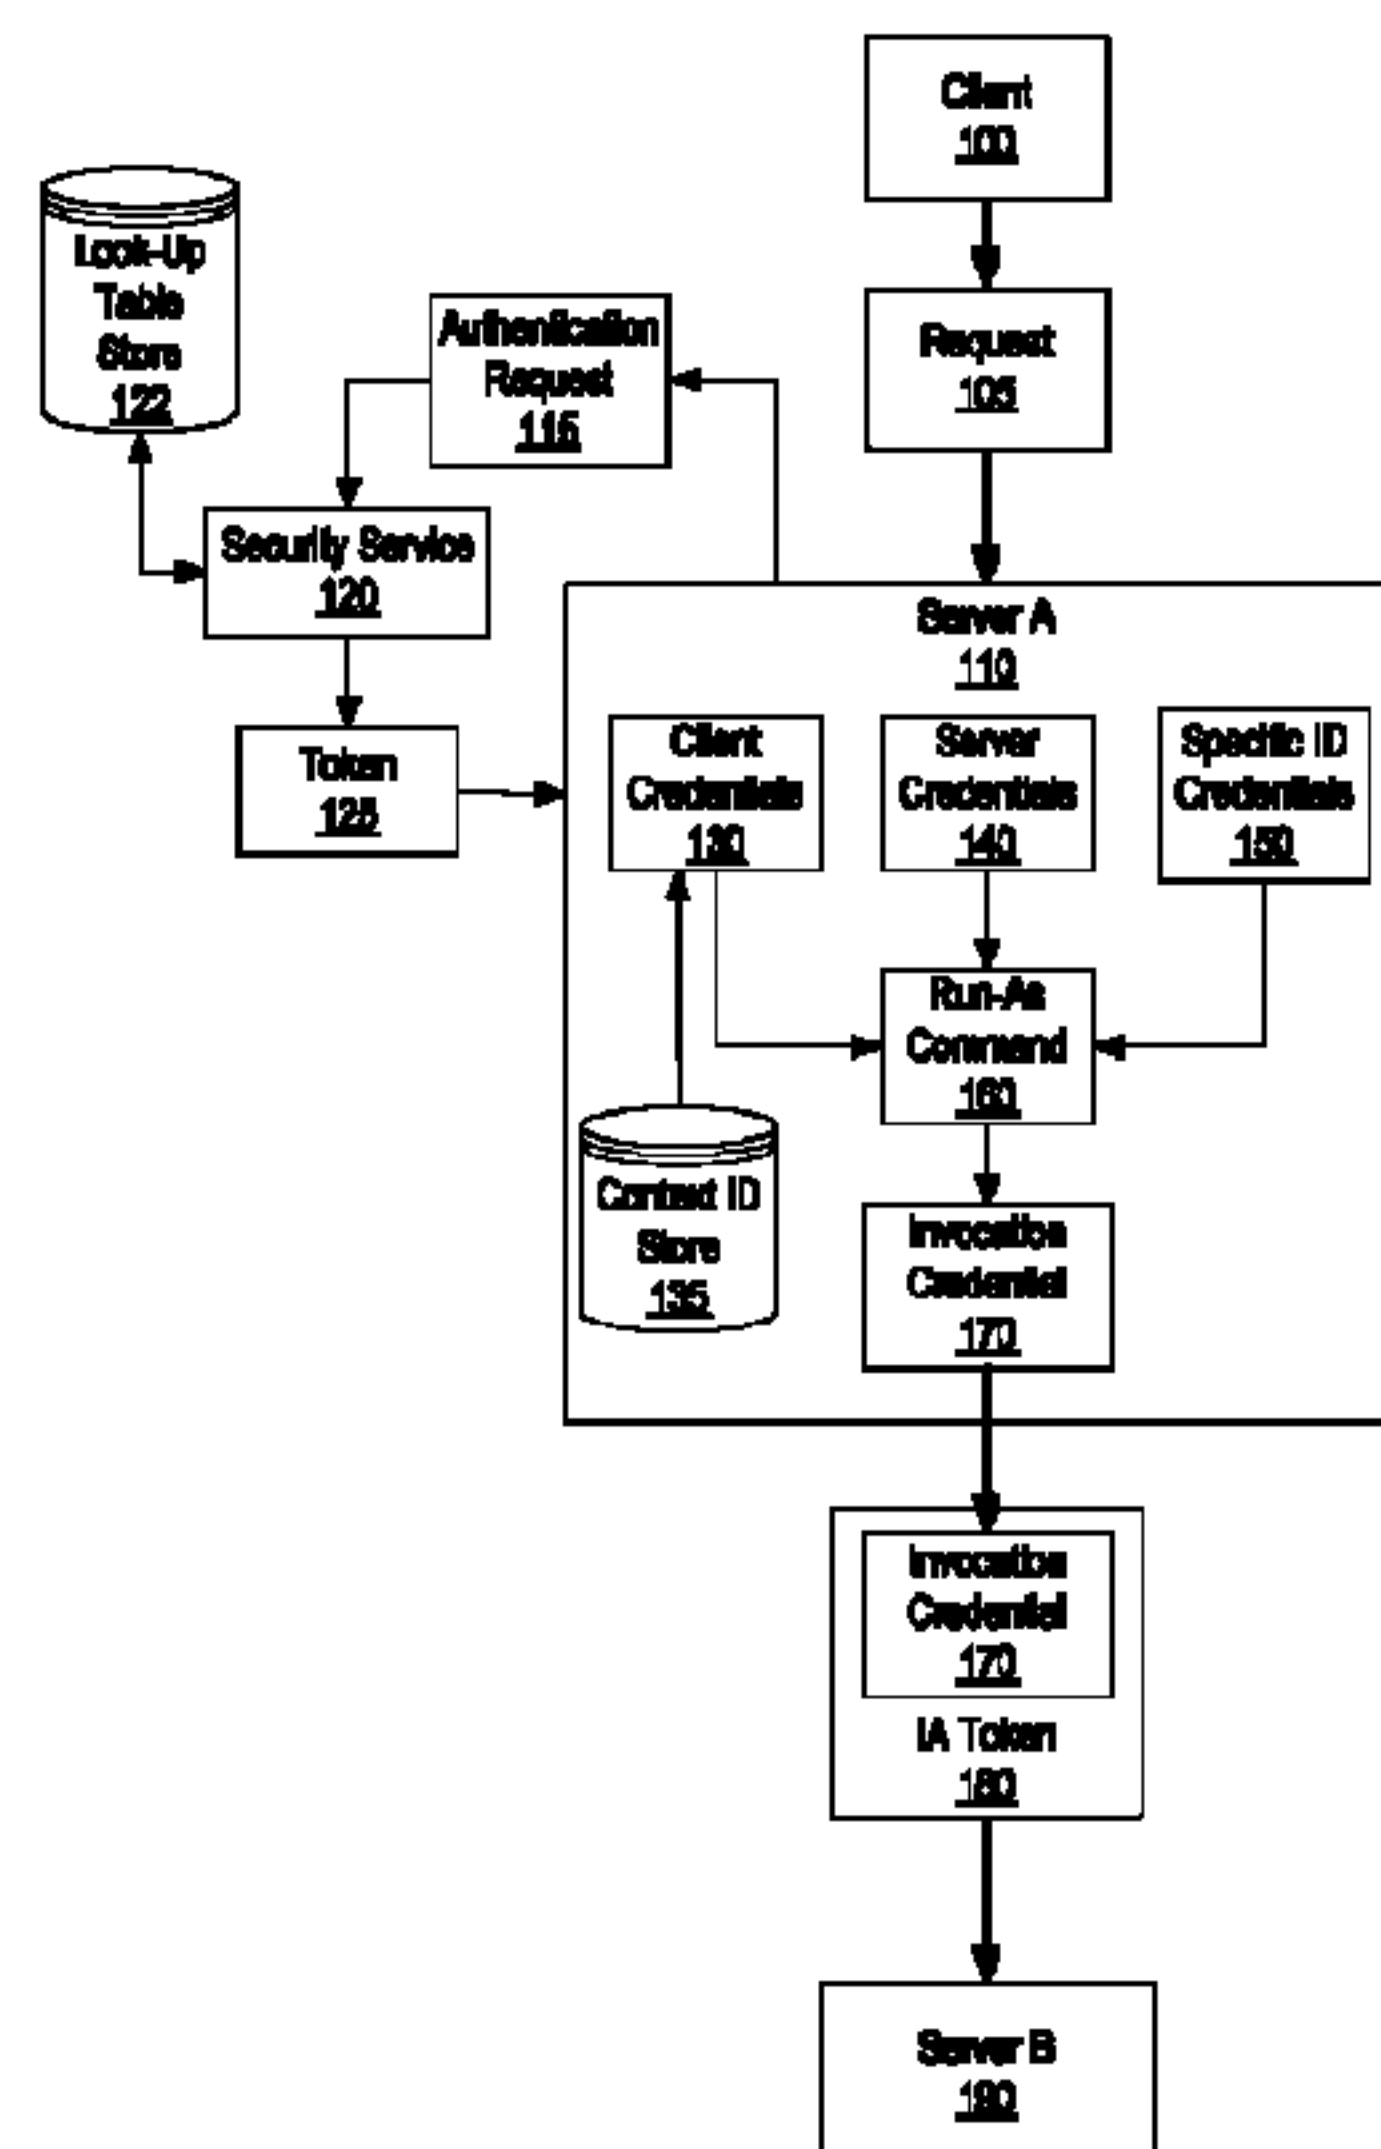 Client
100
Request
105
Look-Up
Table
Store
122
Authentication
Request
115
Security Service
120
Token
125
Server A
110
Client
Credentials
130
Server
Credentials
140
Specific ID
Credentials
150
Run-As
Command
160
Context ID
Store
135
Invocation
Credential
170
Invocation
Credential
170
IA Token
180
Server B
190